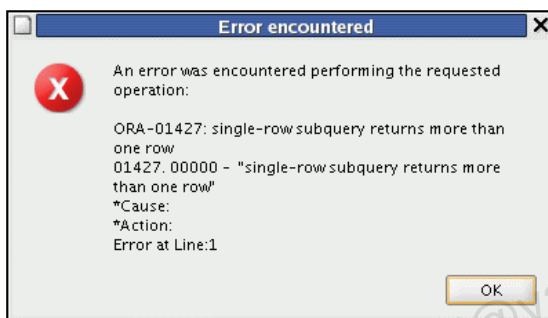 Error encountered
An error was encountered performing the requested
operation:
ORA-01427: single-row subquery returns more than
one row
01427. 00000 - "single-row subquery returns more
than one row"
*Cause:
*Action:
Error at Line:1
OK